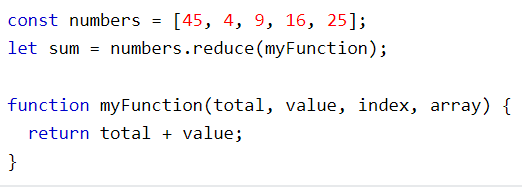 const numbers = [45, 4, 9, 16, 25];
let sum = numbers.reduce(myFunction);

function myFunction(total, value, index, array) {
  return total + value;
}